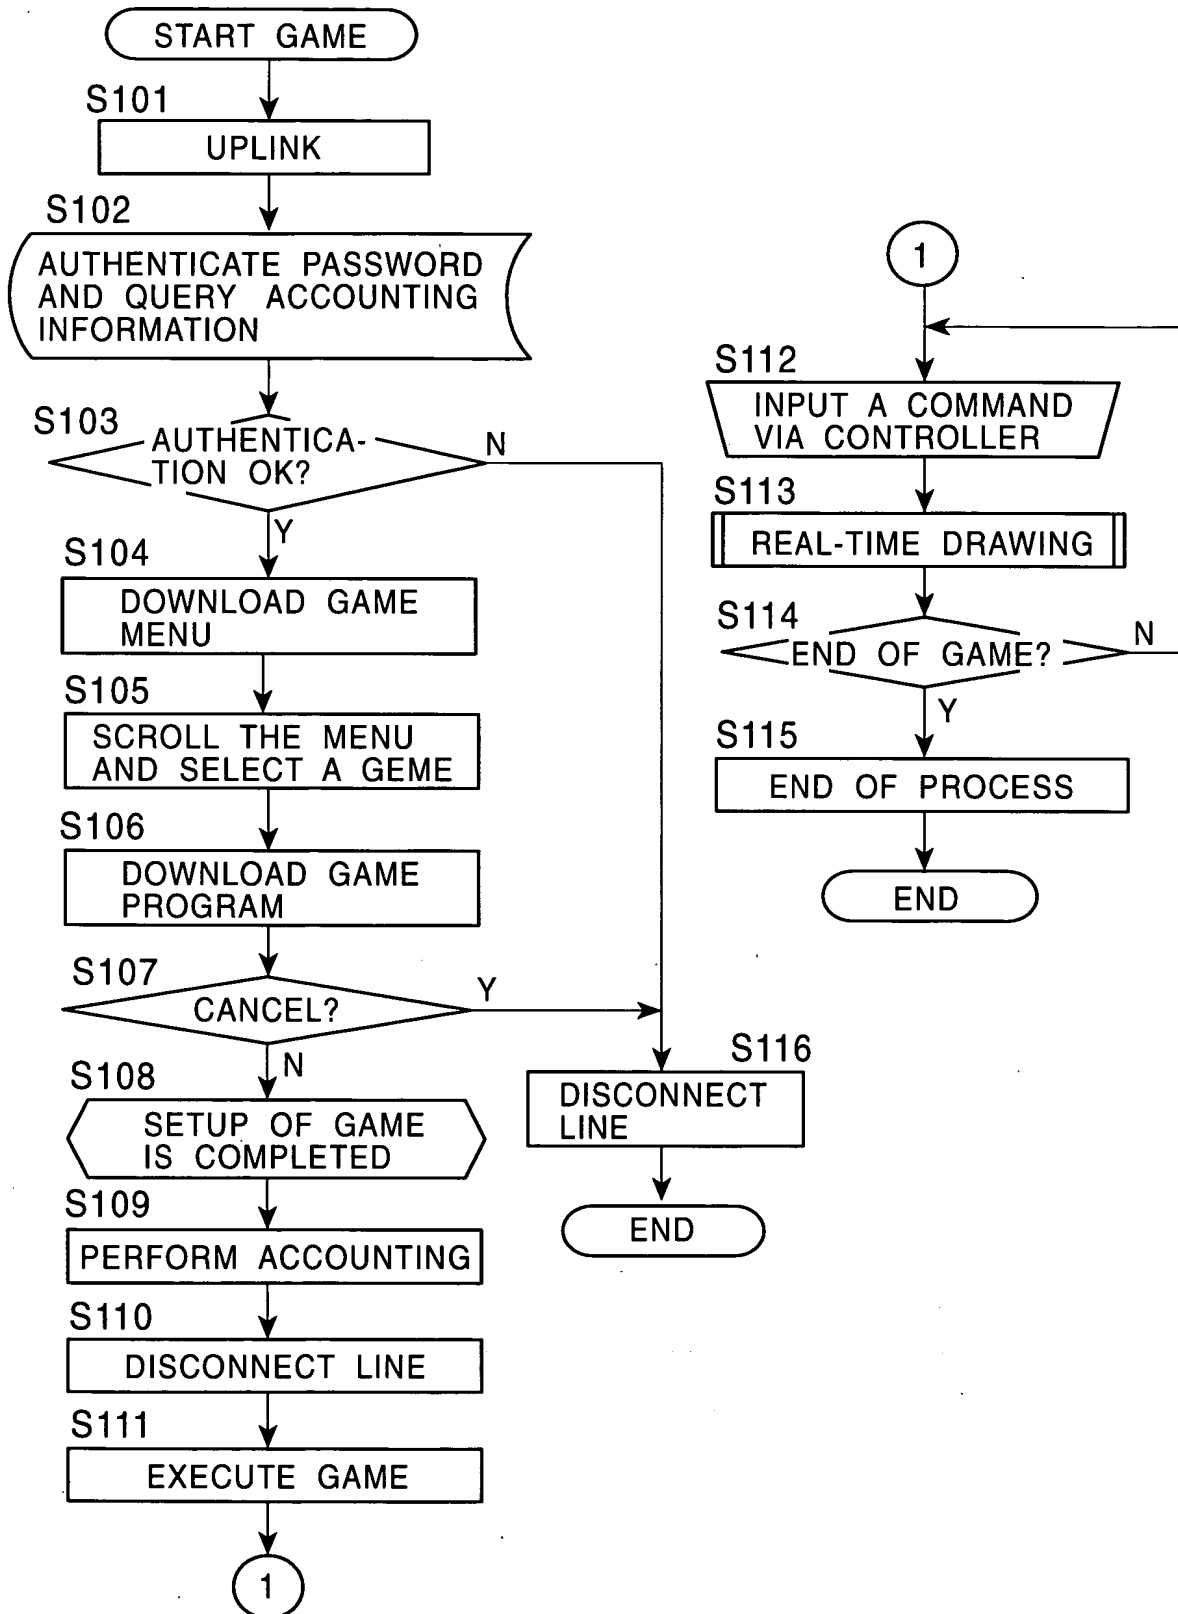 START GAME
S101
UPLINK
S102
AUTHENTICATE PASSWORD
AND QUERY ACCOUNTING
INFORMATION
S103
AUTHENTICA-
TION OK?
N
Y
S104
DOWNLOAD GAME
MENU
S105
SCROLL THE MENU
AND SELECT A GEME
S106
DOWNLOAD GAME
PROGRAM
S107
CANCEL?
Y
N
S108
SETUP OF GAME
IS COMPLETED
S109
PERFORM ACCOUNTING
S110
DISCONNECT LINE
S111
EXECUTE GAME
1
S116
DISCONNECT
LINE
END
1
S112
INPUT A COMMAND
VIA CONTROLLER
S113
REAL-TIME DRAWING
S114
END OF GAME?
N
Y
S115
END OF PROCESS
END